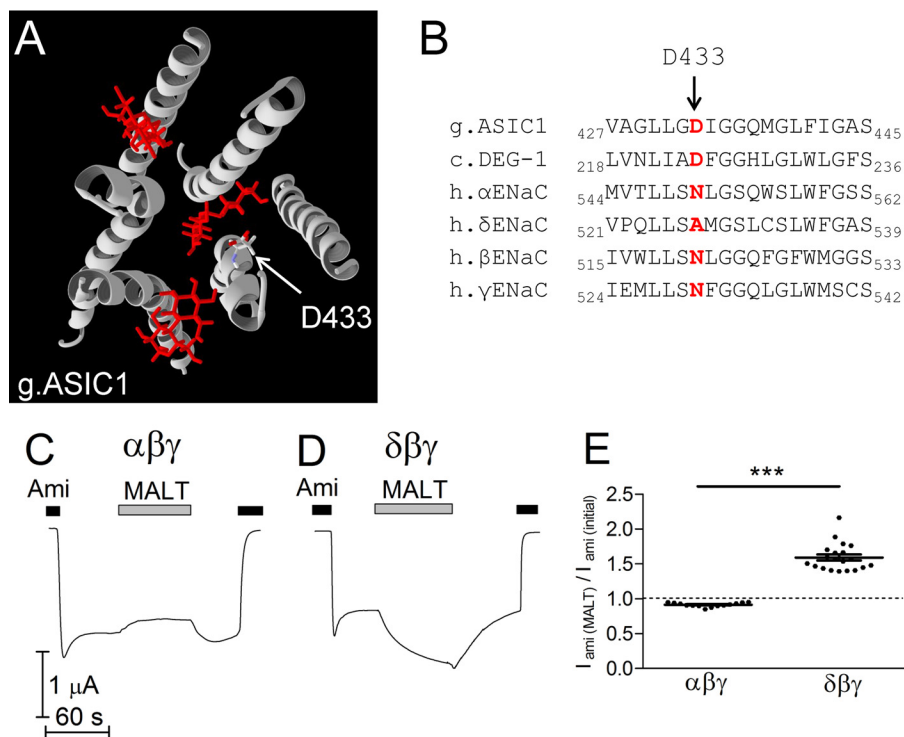 A
D433
g.ASIC1
B
D433
g.ASIC1 427VAGLLGDIGGQMGLFIGAS445
c.DEG-1 218LVNLIADFGGHLGLWLGFS236
h.αENaC 544MVTLLSNLGSQWSLWFGSS562
h.δENaC 521VPQLLSAMGSLCSLWFGAS539
h.βENaC 515IVWLLSNLGGQFGFWMGGS533
h.γENaC 524IEMLLSNFGGQLGLWMSCS542
C
αβγ
Ami MALT
1 μA
60 s
D
δβγ
Ami MALT
E
***
I ami (MALT) / I ami (initial)
2.5
2.0
1.5
1.0
0.5
0.0
αβγ δβγ